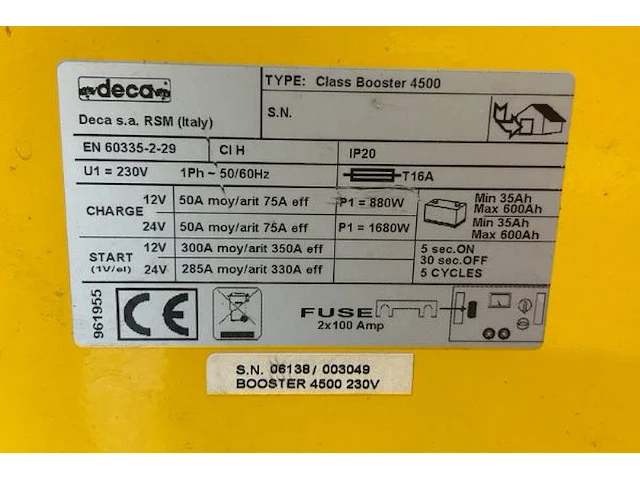 deca
TYPE: Class Booster 4500
Deca s.a. RSM (Italy)
S.N.
EN 60335-2-29 CI H IP20
U1 = 230V 1Ph ~ 50/60Hz T16A
CHARGE 12V 50A moy/arit 75A eff P1 = 880W Min 35Ah Max 600Ah
24V 50A moy/arit 75A eff P1 = 1680W Min 35Ah Max 600Ah
START (1V/el) 12V 300A moy/arit 350A eff 5 sec.ON
30 sec.OFF
24V 285A moy/arit 330A eff 5 CYCLES
961955
CE
FUSE
2x100 Amp
S.N. 06138/ 003049
BOOSTER 4500 230V